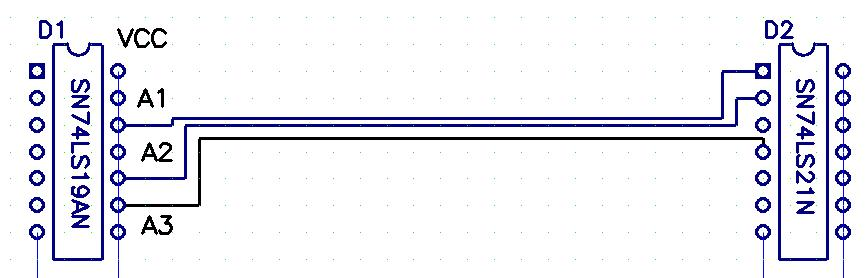 D1
VCC
D2
A1
SN74LS19AN
SN74LS21N
A2
A3